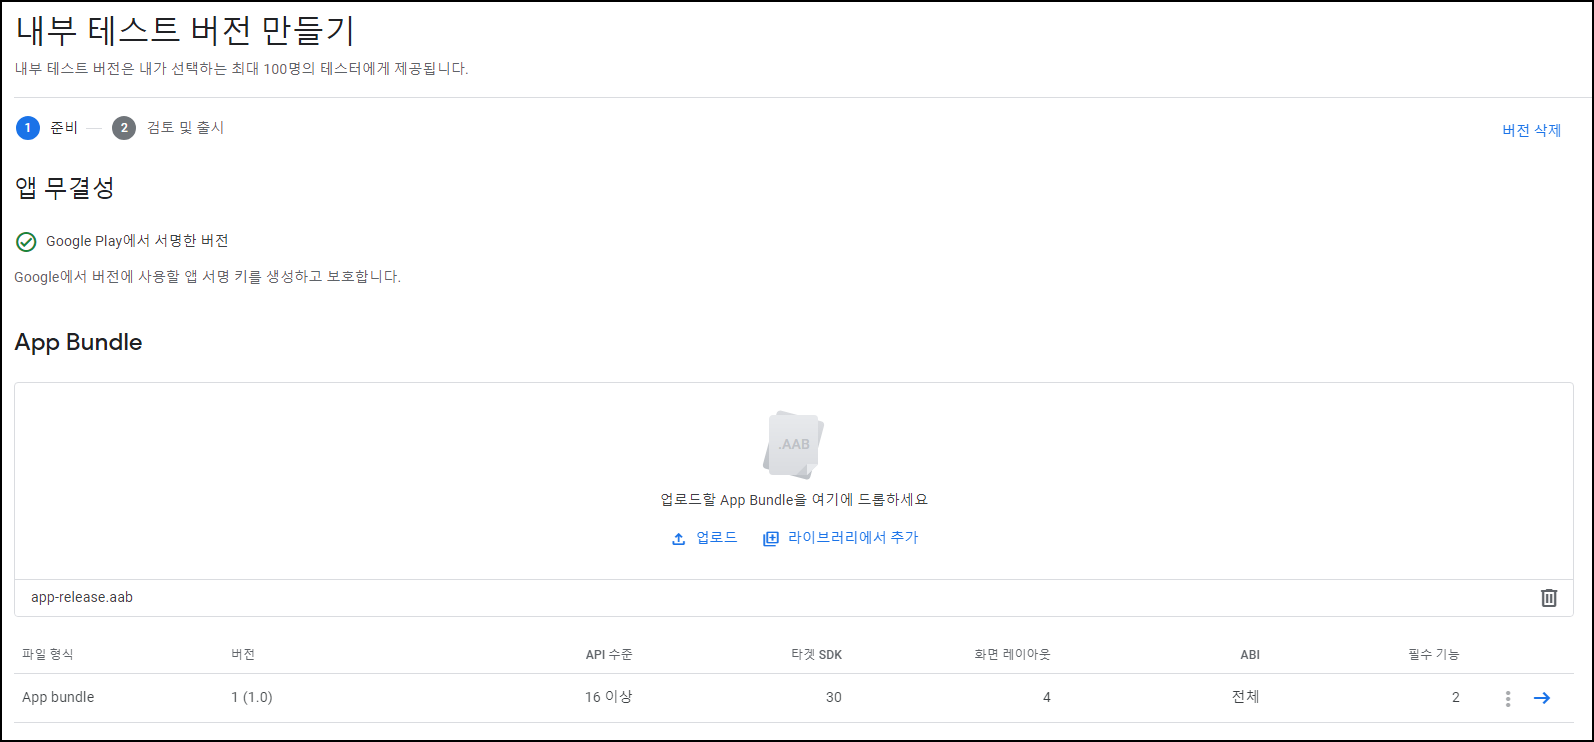 내부 테스트 버전 만들기
내부 테스트 버전은 내가 선택하는 최대 100명의 테스터에게 제공됩니다.
1 준비 2 검토 및 출시
버전 삭제
앱 무결성
Google Play에서 서명한 버전
Google에서 버전에 사용할 앱 서명 키를 생성하고 보호합니다.
App Bundle
.AAB
업로드할 App Bundle을 여기에 드롭하세요
업로드 라이브러리에서 추가
app-release.aab
파일 형식 버전 API 수준 타겟 SDK 화면 레이아웃 ABI 필수 기능
App bundle 1 (1.0) 16 이상 30 4 전체 2